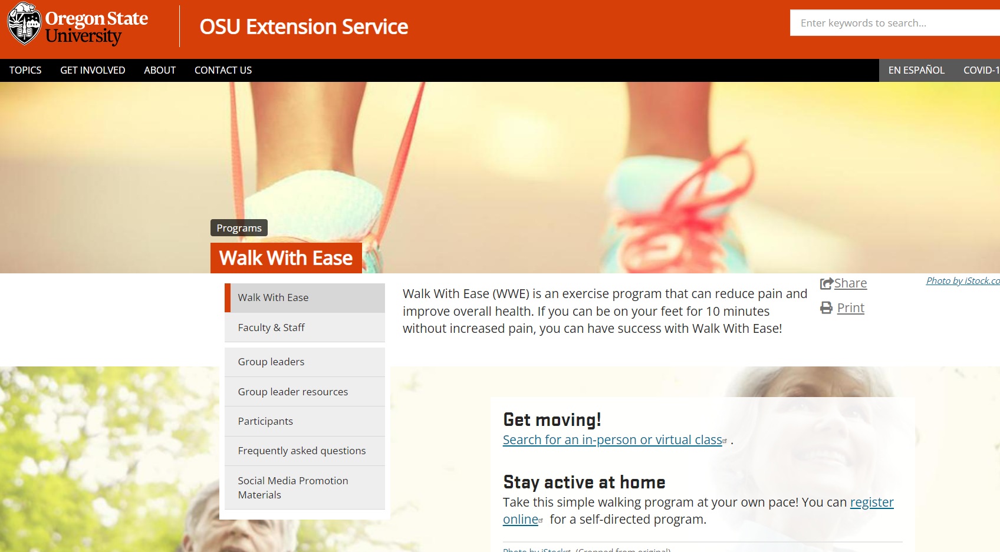 Oregon State
University
OSU Extension Service
Enter keywords to search...
TOPICS
GET INVOLVED
ABOUT
CONTACT US
EN ESPAÑOL
COVID-1
Programs
Walk With Ease
Walk With Ease
Faculty & Staff
Group leaders
Group leader resources
Participants
Frequently asked questions
Social Media Promotion
Materials
Walk With Ease (WWE) is an exercise program that can reduce pain and
improve overall health. If you can be on your feet for 10 minutes
without increased pain, you can have success with Walk With Ease!
Share
Print
Photo by iStock.co
Get moving!
Search for an in-person or virtual class .
Stay active at home
Take this simple walking program at your own pace! You can register
online for a self-directed program.
Photo by iStock (Cropped from original)